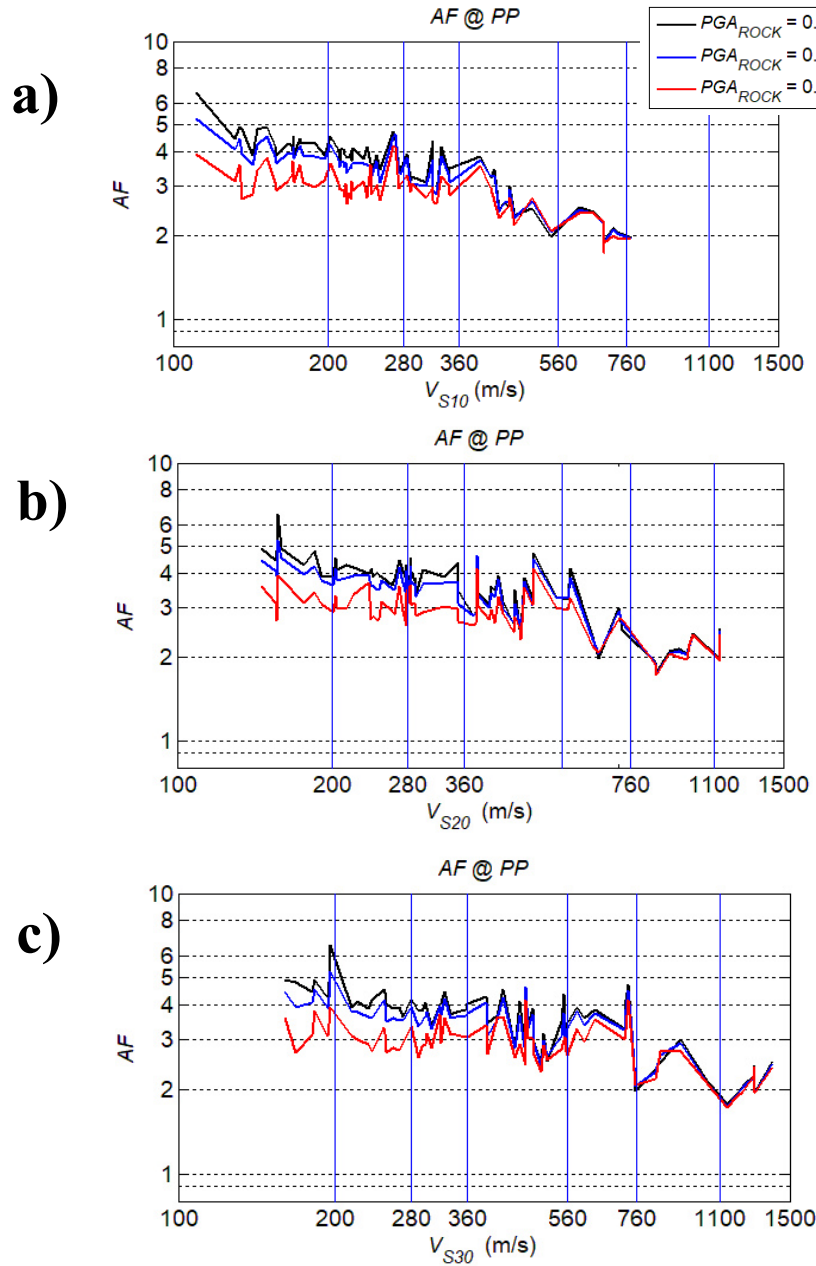 AF @ PP
PGA_ROCK = 0.
PGA_ROCK = 0.
PGA_ROCK = 0.
a)
10
8
6
5
4
3
2
1
AF
100 200 280 360 560 760 1100 1500
V_S10 (m/s)
AF @ PP
b)
10
8
6
5
4
3
2
1
AF
100 200 280 360 760 1100 1500
V_S20 (m/s)
AF @ PP
c)
10
8
6
5
4
3
2
1
AF
100 200 280 360 560 760 1100 1500
V_S30 (m/s)